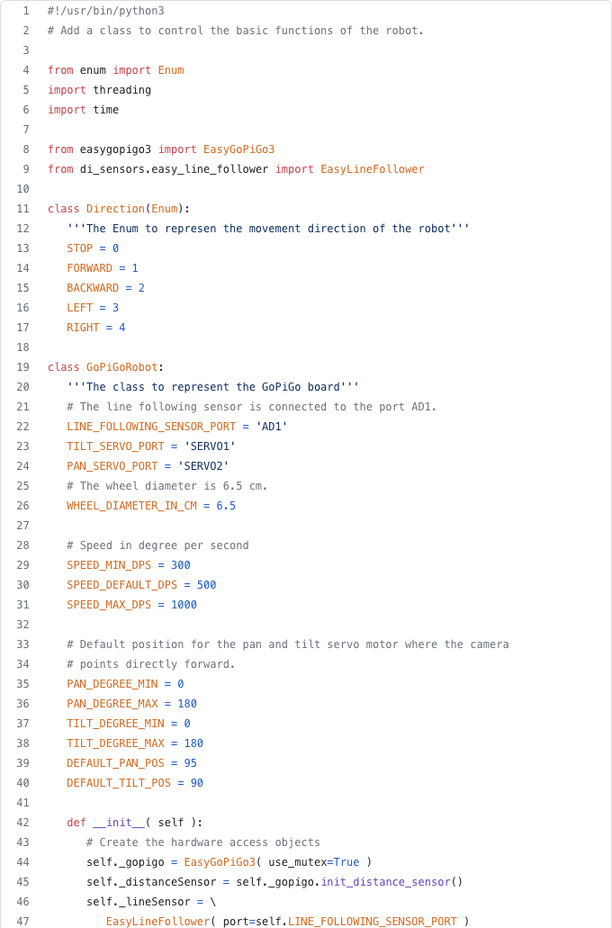 1 #!/usr/bin/python3
2 # Add a class to control the basic functions of the robot.
3
4 from enum import Enum
5 import threading
6 import time
7
8 from easygopigo3 import EasyGoPiGo3
9 from di_sensors.easy_line_follower import EasyLineFollower
10
11 class Direction(Enum):
12    '''The Enum to represen the movement direction of the robot'''
13    STOP = 0
14    FORWARD = 1
15    BACKWARD = 2
16    LEFT = 3
17    RIGHT = 4
18
19 class GoPiGoRobot:
20    '''The class to represent the GoPiGo board'''
21    # The line following sensor is connected to the port AD1.
22    LINE_FOLLOWING_SENSOR_PORT = 'AD1'
23    TILT_SERVO_PORT = 'SERVO1'
24    PAN_SERVO_PORT = 'SERVO2'
25    # The wheel diameter is 6.5 cm.
26    WHEEL_DIAMETER_IN_CM = 6.5
27
28    # Speed in degree per second
29    SPEED_MIN_DPS = 300
30    SPEED_DEFAULT_DPS = 500
31    SPEED_MAX_DPS = 1000
32
33    # Default position for the pan and tilt servo motor where the camera
34    # points directly forward.
35    PAN_DEGREE_MIN = 0
36    PAN_DEGREE_MAX = 180
37    TILT_DEGREE_MIN = 0
38    TILT_DEGREE_MAX = 180
39    DEFAULT_PAN_POS = 95
40    DEFAULT_TILT_POS = 90
41
42    def __init__( self ):
43       # Create the hardware access objects
44       self._gopigo = EasyGoPiGo3( use_mutex=True )
45       self._distanceSensor = self._gopigo.init_distance_sensor()
46       self._lineSensor = \
47          EasyLineFollower( port=self.LINE_FOLLOWING_SENSOR_PORT )